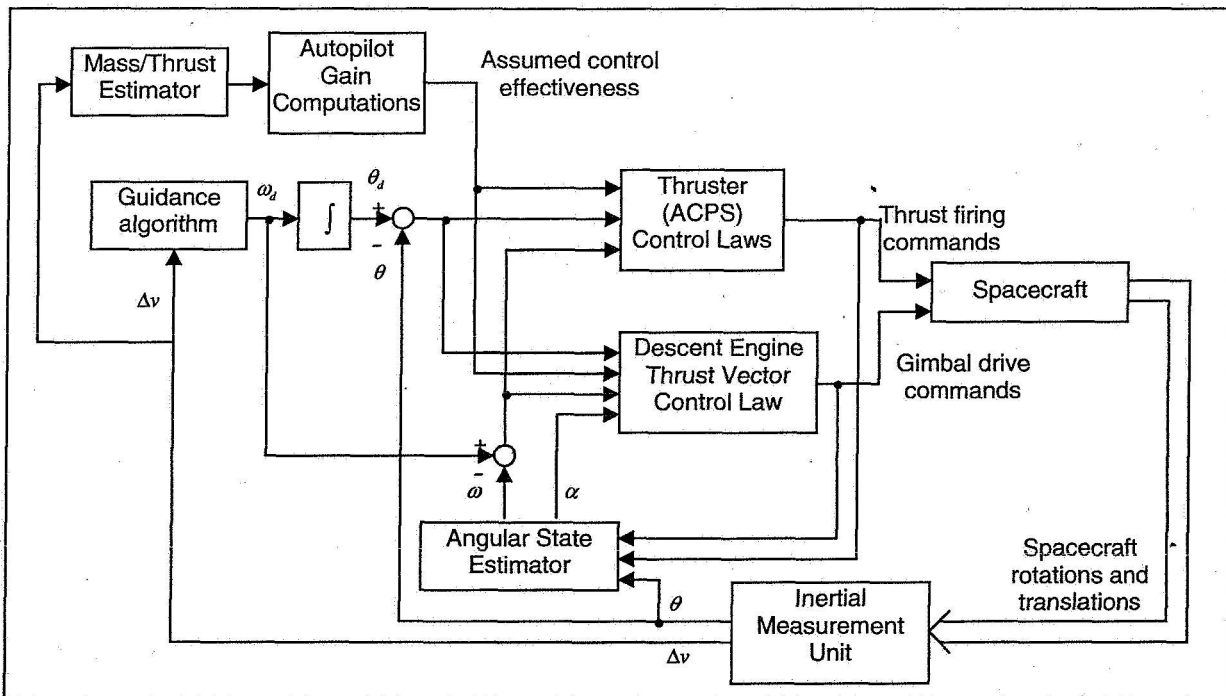 Mass/Thrust
Estimator
Autopilot
Gain
Computations
Assumed control
effectiveness
Guidance
algorithm
ω_d
∫
θ_d
+
−
θ
Δv
Thruster
(ACPS)
Control Laws
Thrust firing
commands
Spacecraft
Descent Engine
Thrust Vector
Control Law
Gimbal drive
commands
+
−
ω
α
Angular State
Estimator
Spacecraft
rotations and
translations
θ
Inertial
Measurement
Unit
Δv